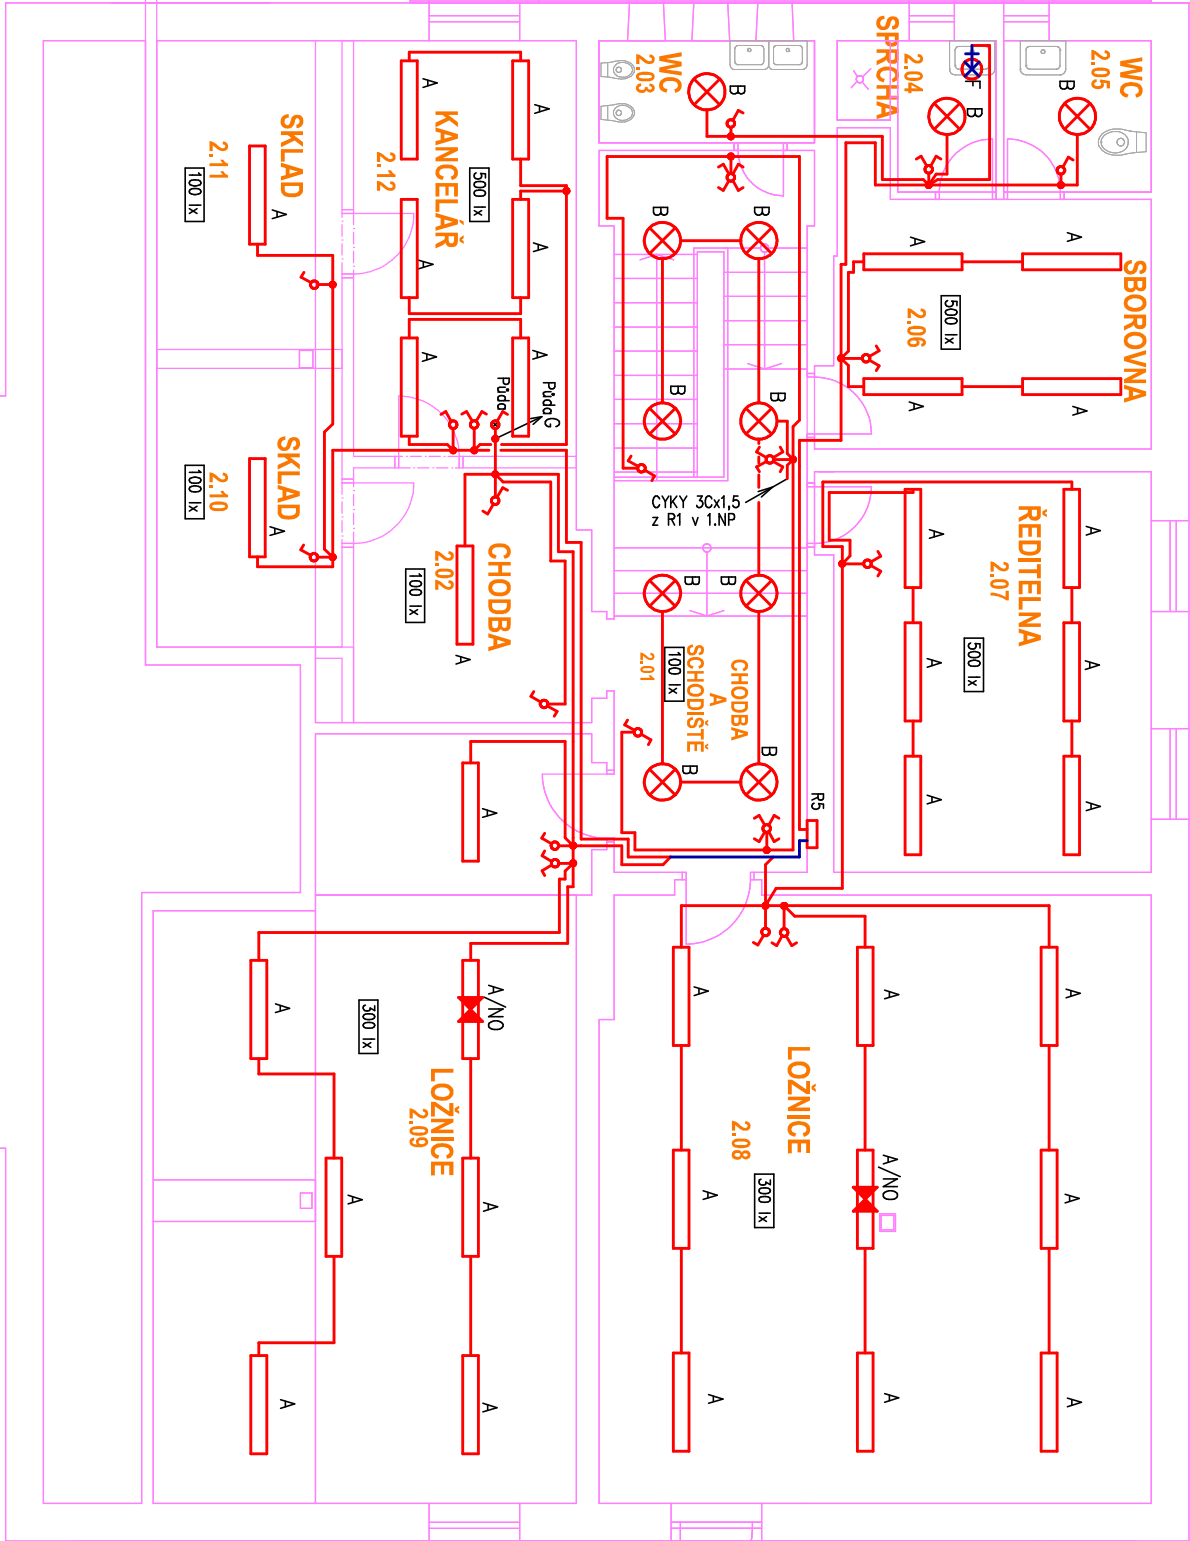 WC
2.05
B
SPRCHA
2.04
F
B
WC
2.03
B
SBOROVNA
2.06
500 lx
A
A
A
A
ŘEDITELNA
2.07
500 lx
A
A
A
A
A
A
KANCELÁŘ
2.12
500 lx
A
A
A
A
A
A
SKLAD
2.11
100 lx
A
SKLAD
2.10
100 lx
A
Půda
Půda
G
CHODBA
2.02
100 lx
A
B
B
B
B
CYKY 3Cx1,5
z R1 v 1.NP
B
B
CHODBA
A
SCHODIŠTĚ
2.01
100 lx
B
B
R5
A
LOŽNICE
2.09
300 lx
A/NO
A
A
A
A
A
LOŽNICE
2.08
300 lx
A/NO
A
A
A
A
A
A
A
A